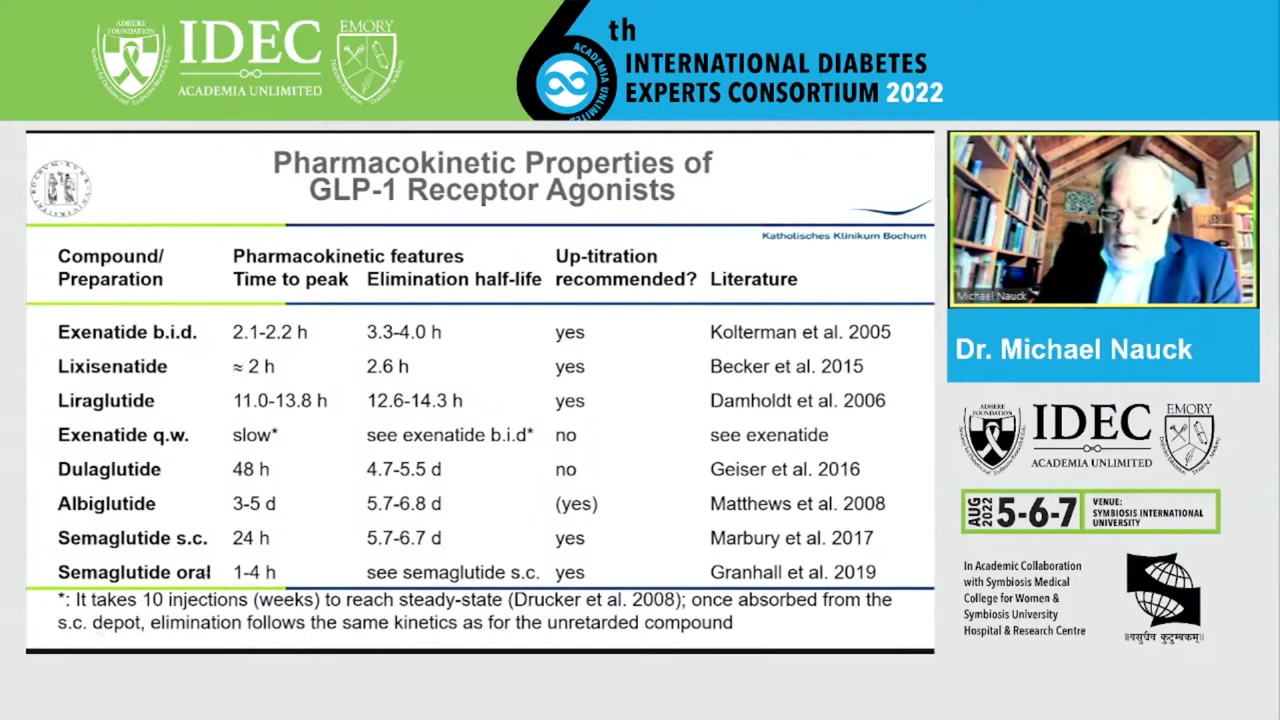 ADHERE
FOUNDATION
IDEC
ACADEMIA UNLIMITED
EMORY
6th
ACADEMIA UNLIMITED
INTERNATIONAL DIABETES
EXPERTS CONSORTIUM 2022
Pharmacokinetic Properties of
GLP-1 Receptor Agonists
Katholisches Klinikum Bochum
Compound/ Pharmacokinetic features Up-titration
Preparation Time to peak Elimination half-life recommended? Literature
Exenatide b.i.d. 2.1-2.2 h 3.3-4.0 h yes Kolterman et al. 2005
Lixisenatide ≈ 2 h 2.6 h yes Becker et al. 2015
Liraglutide 11.0-13.8 h 12.6-14.3 h yes Damholdt et al. 2006
Exenatide q.w. slow* see exenatide b.i.d* no see exenatide
Dulaglutide 48 h 4.7-5.5 d no Geiser et al. 2016
Albiglutide 3-5 d 5.7-6.8 d (yes) Matthews et al. 2008
Semaglutide s.c. 24 h 5.7-6.7 d yes Marbury et al. 2017
Semaglutide oral 1-4 h see semaglutide s.c. yes Granhall et al. 2019
*: It takes 10 injections (weeks) to reach steady-state (Drucker et al. 2008); once absorbed from the
s.c. depot, elimination follows the same kinetics as for the unretarded compound
Michael Nauck
Dr. Michael Nauck
ADHERE
FOUNDATION
IDEC
ACADEMIA UNLIMITED
EMORY
AUG 2022 5-6-7
VENUE:
SYMBIOSIS INTERNATIONAL
UNIVERSITY
In Academic Collaboration
with Symbiosis Medical
College for Women &
Symbiosis University
Hospital & Research Centre
॥वसुधैव कुटुम्बकम्॥